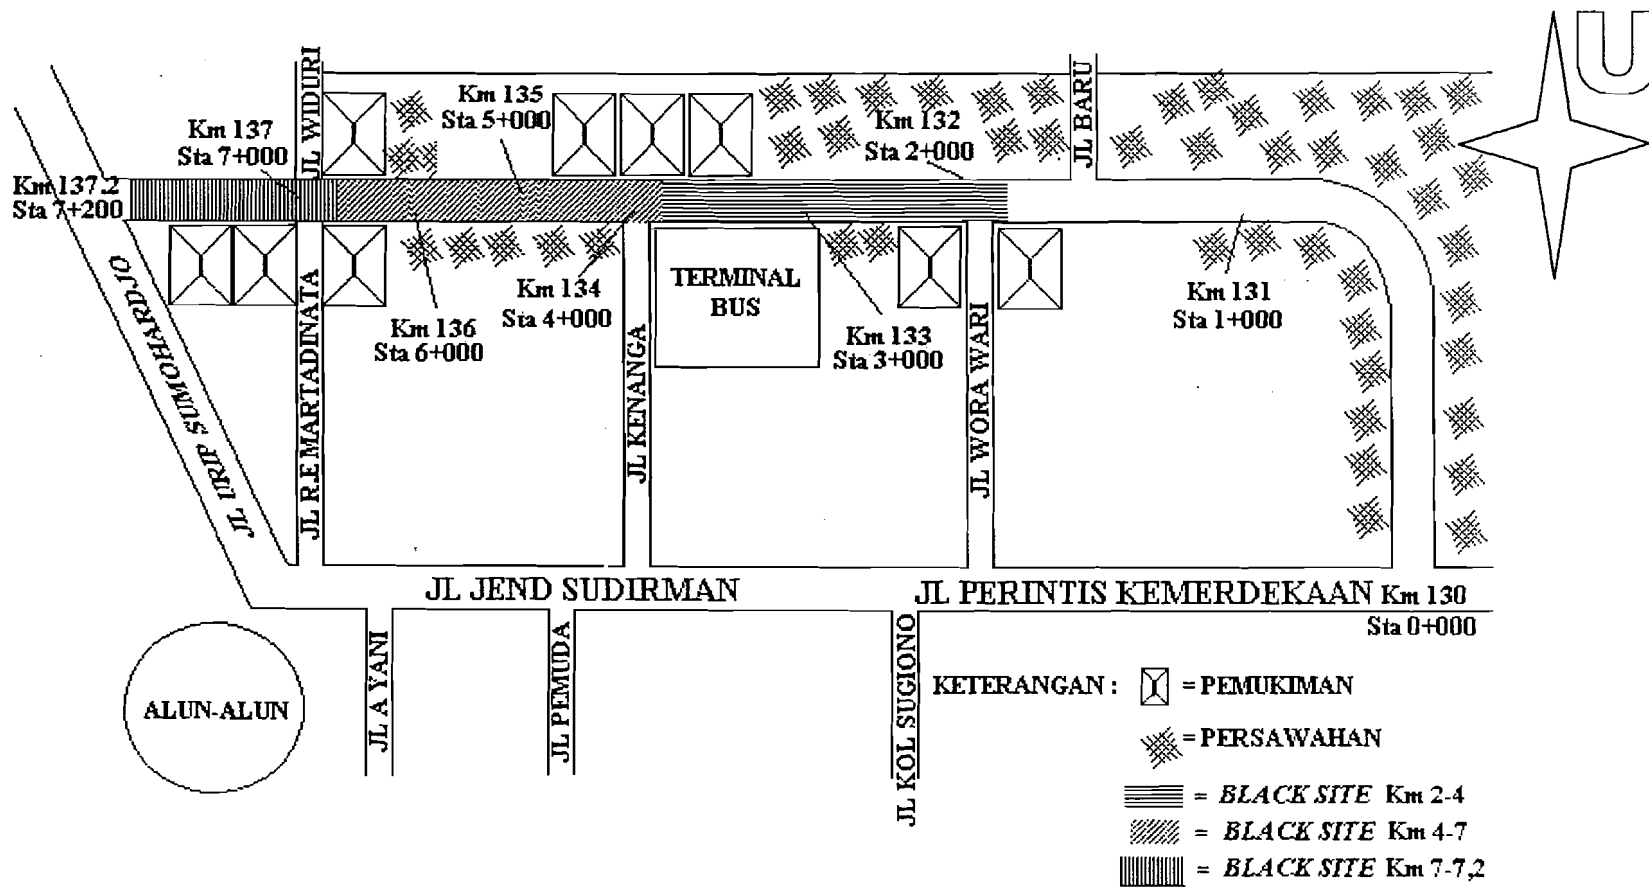 U
JL WIDURI
Km 135
Sta 5+000
Km 137
Sta 7+000
Km 132
Sta 2+000
JL BARU
Km 137.2
Sta 7+200
TERMINAL
BUS
Km 134
Sta 4+000
Km 136
Sta 6+000
Km 133
Sta 3+000
Km 131
Sta 1+000
JL URIP SUMOHARDJO
JL R.E MARTADINATA
JL KENANGA
JL WORA WARI
JL JEND SUDIRMAN
JL PERINTIS KEMERDEKAAN Km 130
Sta 0+000
ALUN-ALUN
JL A YANI
JL PEMUDA
JL KOL SUGIONO
KETERANGAN :
= PEMUKIMAN
= PERSAWAHAN
= BLACK SITE Km 2-4
= BLACK SITE Km 4-7
= BLACK SITE Km 7-7,2